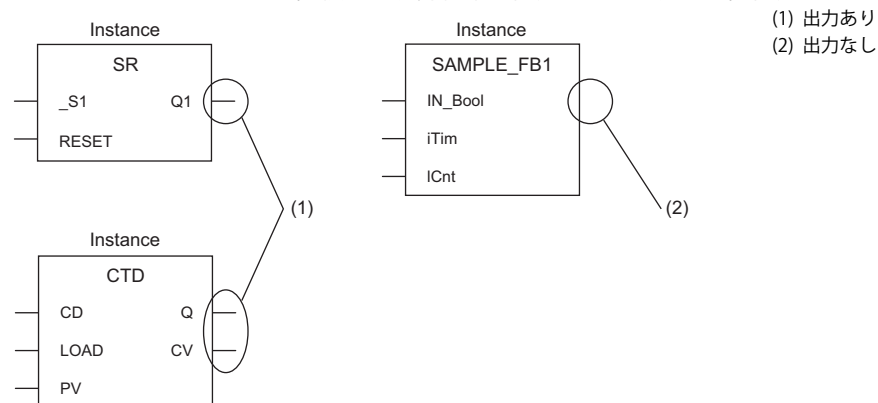 Instance
SR
_S1 Q1
RESET
Instance
SAMPLE_FB1
IN_Bool
iTim
lCnt
(1) 出力あり
(2) 出力なし
(1)
(2)
Instance
CTD
CD Q
LOAD CV
PV